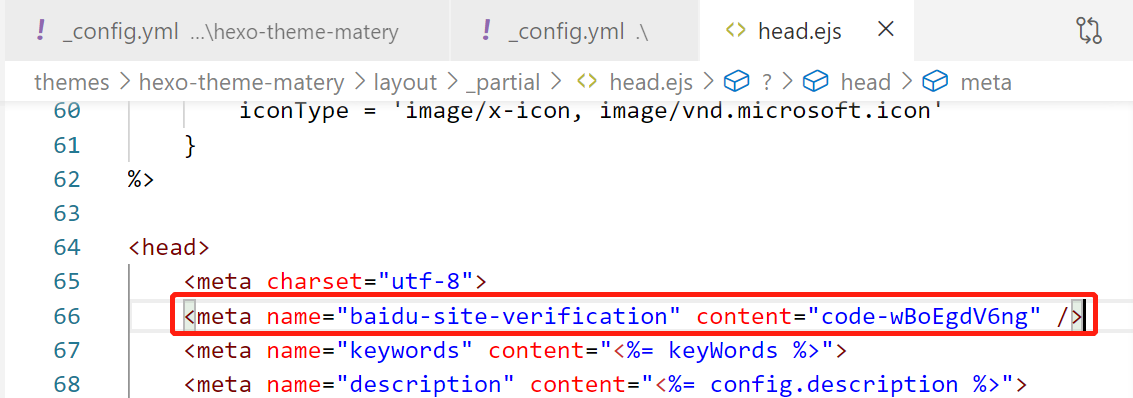 ! _config.yml ...\hexo-theme-matery ! _config.yml .\ <> head.ejs ×
themes > hexo-theme-matery > layout > _partial > <> head.ejs > ? > head > meta
60 iconType = 'image/x-icon, image/vnd.microsoft.icon'
61 }
62 %>
63
64 <head>
65 <meta charset="utf-8">
66 <meta name="baidu-site-verification" content="code-wBoEgdV6ng" />
67 <meta name="keywords" content="<%= keyWords %>">
68 <meta name="description" content="<%= config.description %>">